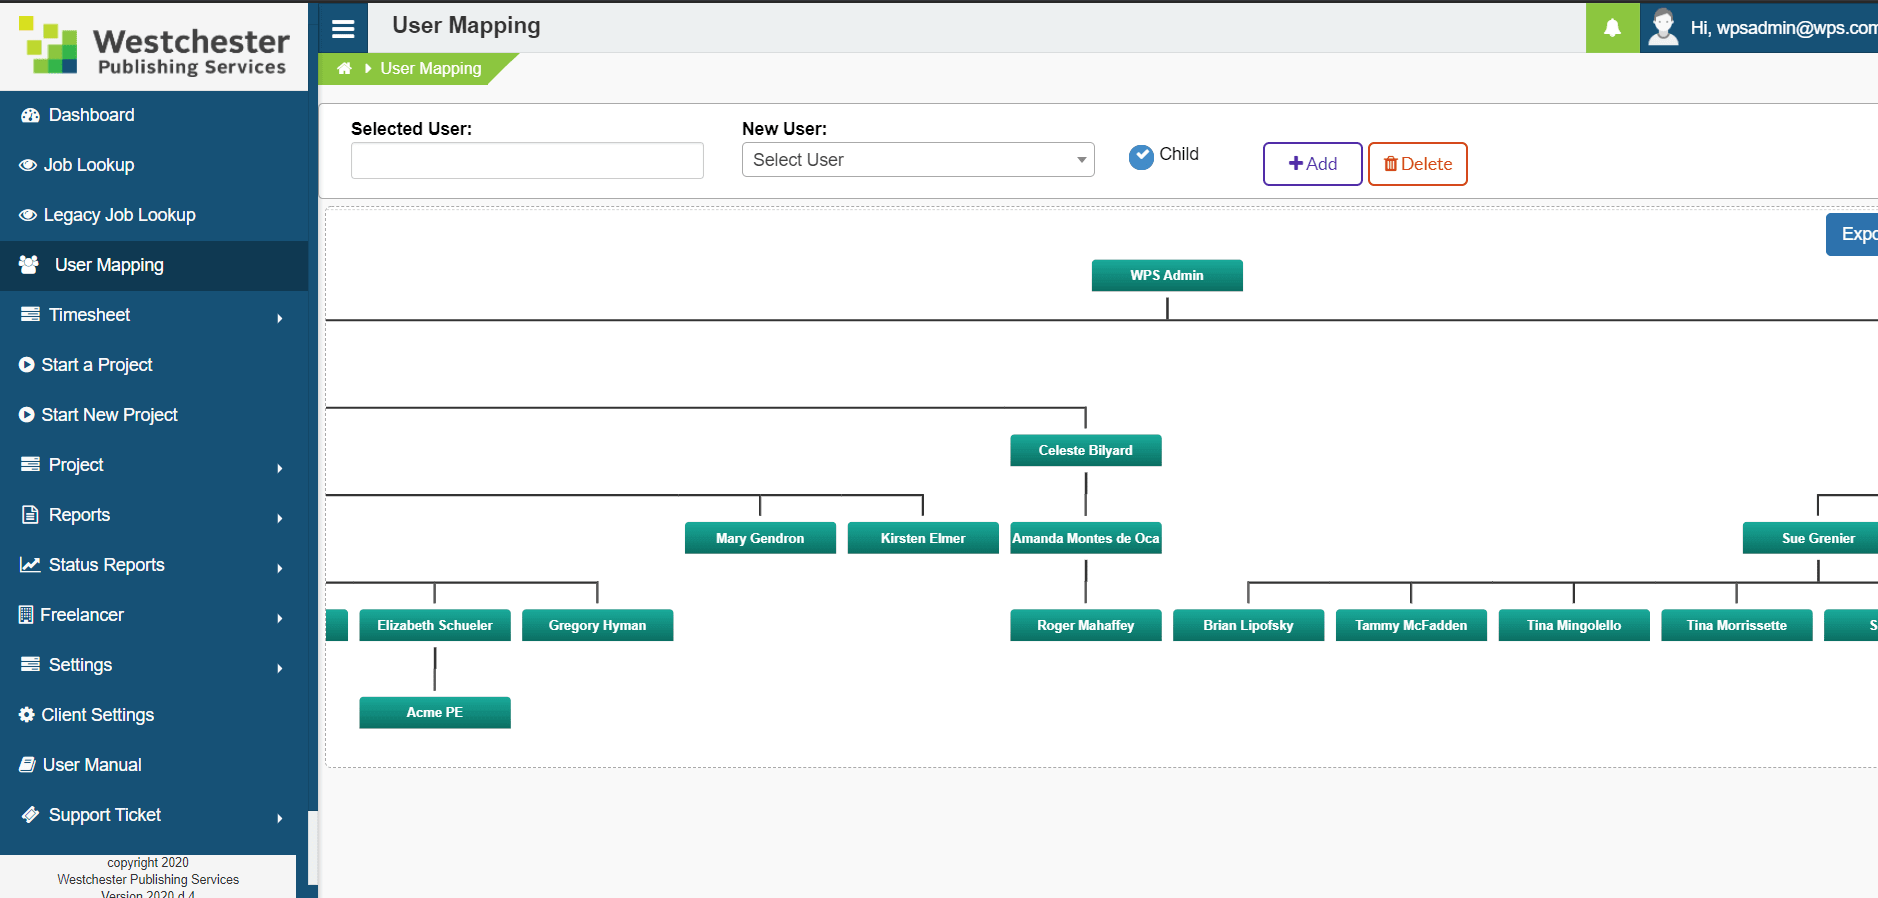 Westchester
Publishing Services
User Mapping
Hi, wpsadmin@wps.com
User Mapping
Dashboard
Job Lookup
Legacy Job Lookup
User Mapping
Timesheet
Start a Project
Start New Project
Project
Reports
Status Reports
Freelancer
Settings
Client Settings
User Manual
Support Ticket
copyright 2020
Westchester Publishing Services
Version 2020.d.4
Selected User:
New User:
Select User
Child
Add
Delete
Expo
WPS Admin
Celeste Bilyard
Mary Gendron
Kirsten Elmer
Amanda Montes de Oca
Sue Grenier
Elizabeth Schueler
Gregory Hyman
Roger Mahaffey
Brian Lipofsky
Tammy McFadden
Tina Mingolello
Tina Morrissette
S
Acme PE